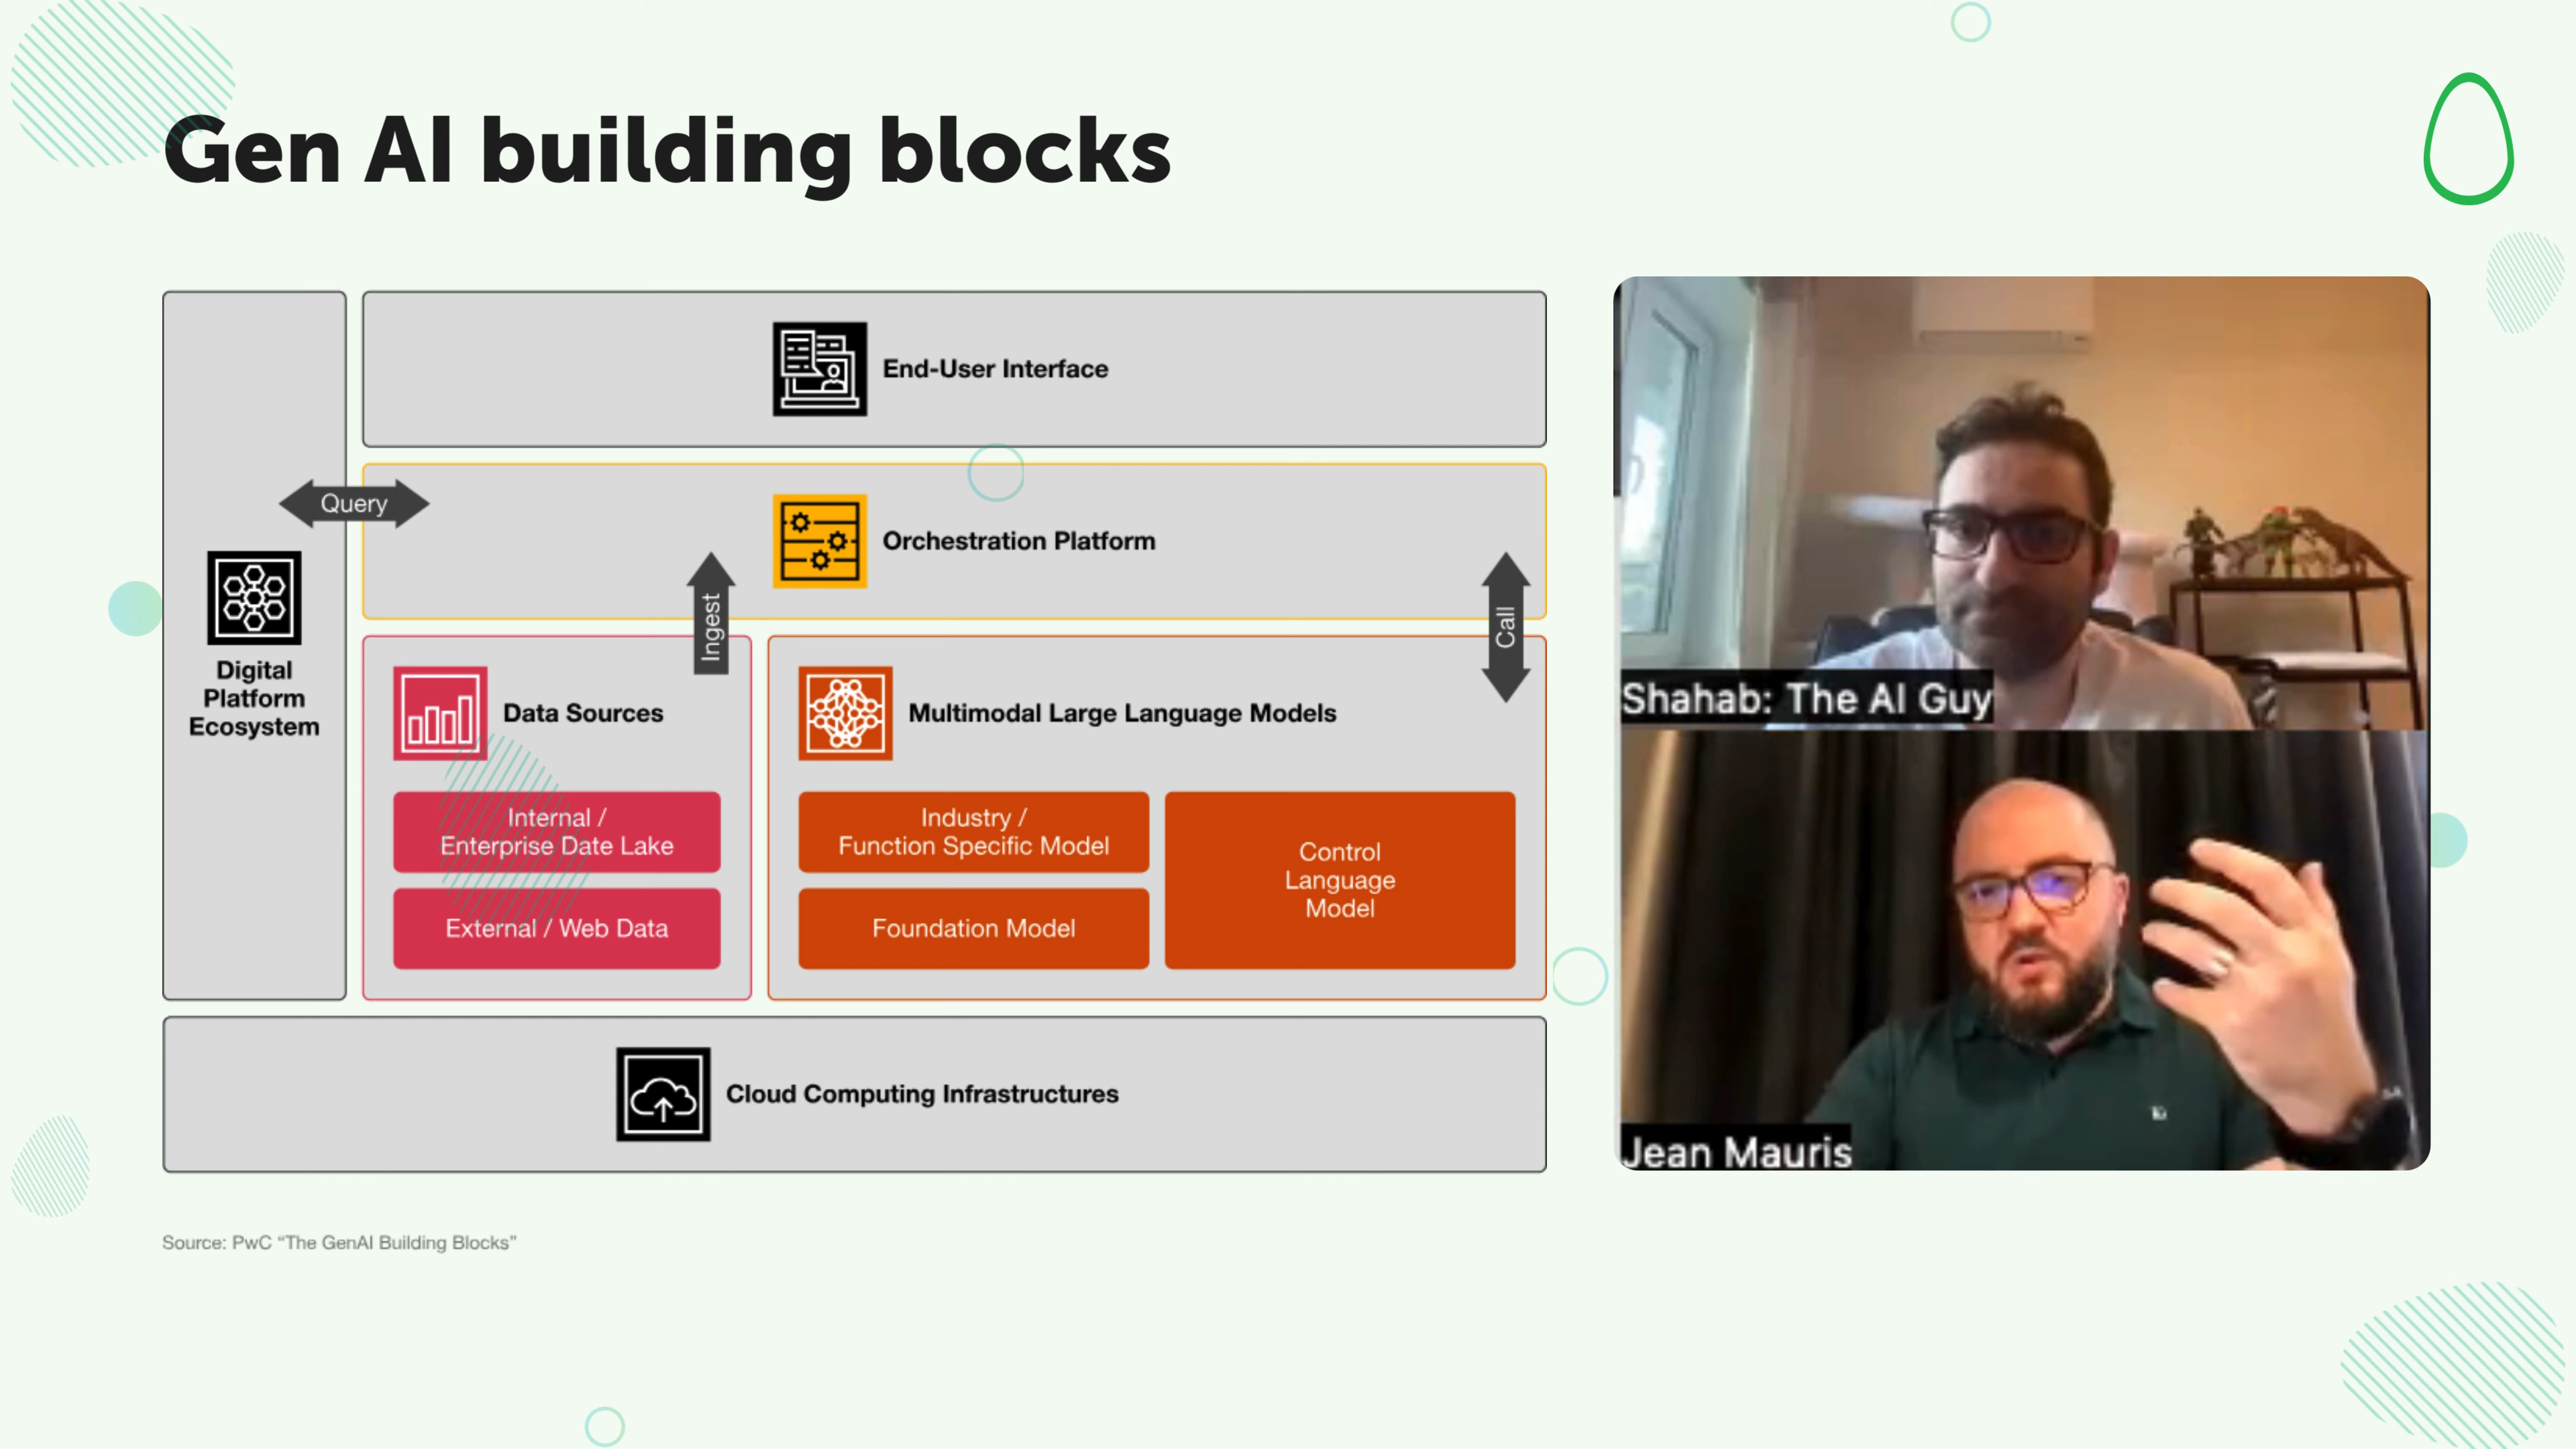 Gen AI building blocks
End-User Interface
Query
Orchestration Platform
Ingest
Call
Digital
Platform
Ecosystem
Data Sources
Internal /
Enterprise Date Lake
External / Web Data
Multimodal Large Language Models
Industry /
Function Specific Model
Foundation Model
Control
Language
Model
Cloud Computing Infrastructures
Shahab: The AI Guy
Jean Mauris
Source: PwC “The GenAI Building Blocks”